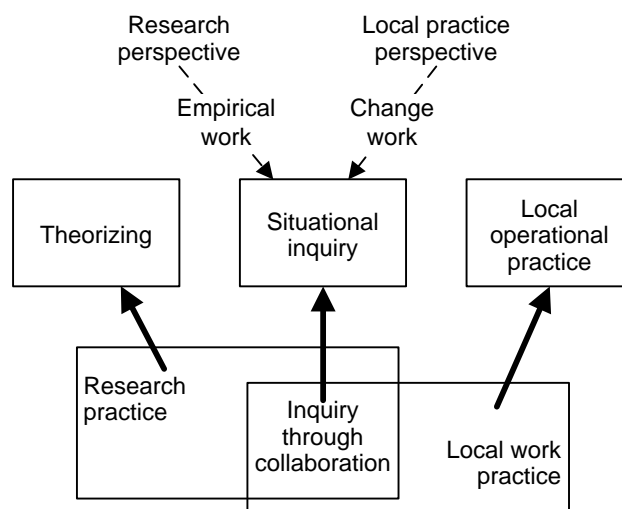 Research
perspective
Local practice
perspective
Empirical
work
Change
work
Theorizing
Situational
inquiry
Local
operational
practice
Research
practice
Inquiry
through
collaboration
Local work
practice